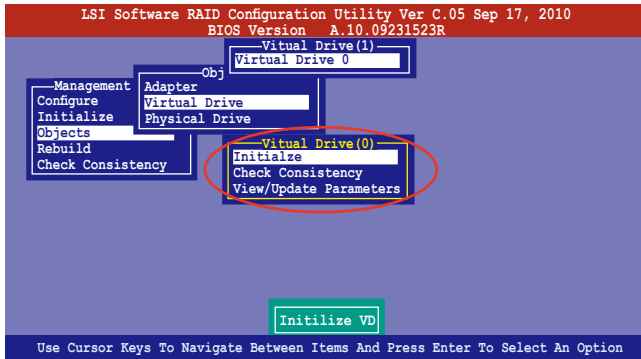 LSI Software RAID Configuration Utility Ver C.05 Sep 17, 2010
BIOS Version A.10.09231523R
Vitual Drive(1)
Virtual Drive 0
Obj
Adapter
Virtual Drive
Physical Drive
Management
Configure
Initialize
Objects
Rebuild
Check Consistency
Vitual Drive(0)
Initialze
Check Consistency
View/Update Parameters
Initilize VD
Use Cursor Keys To Navigate Between Items And Press Enter To Select An Option